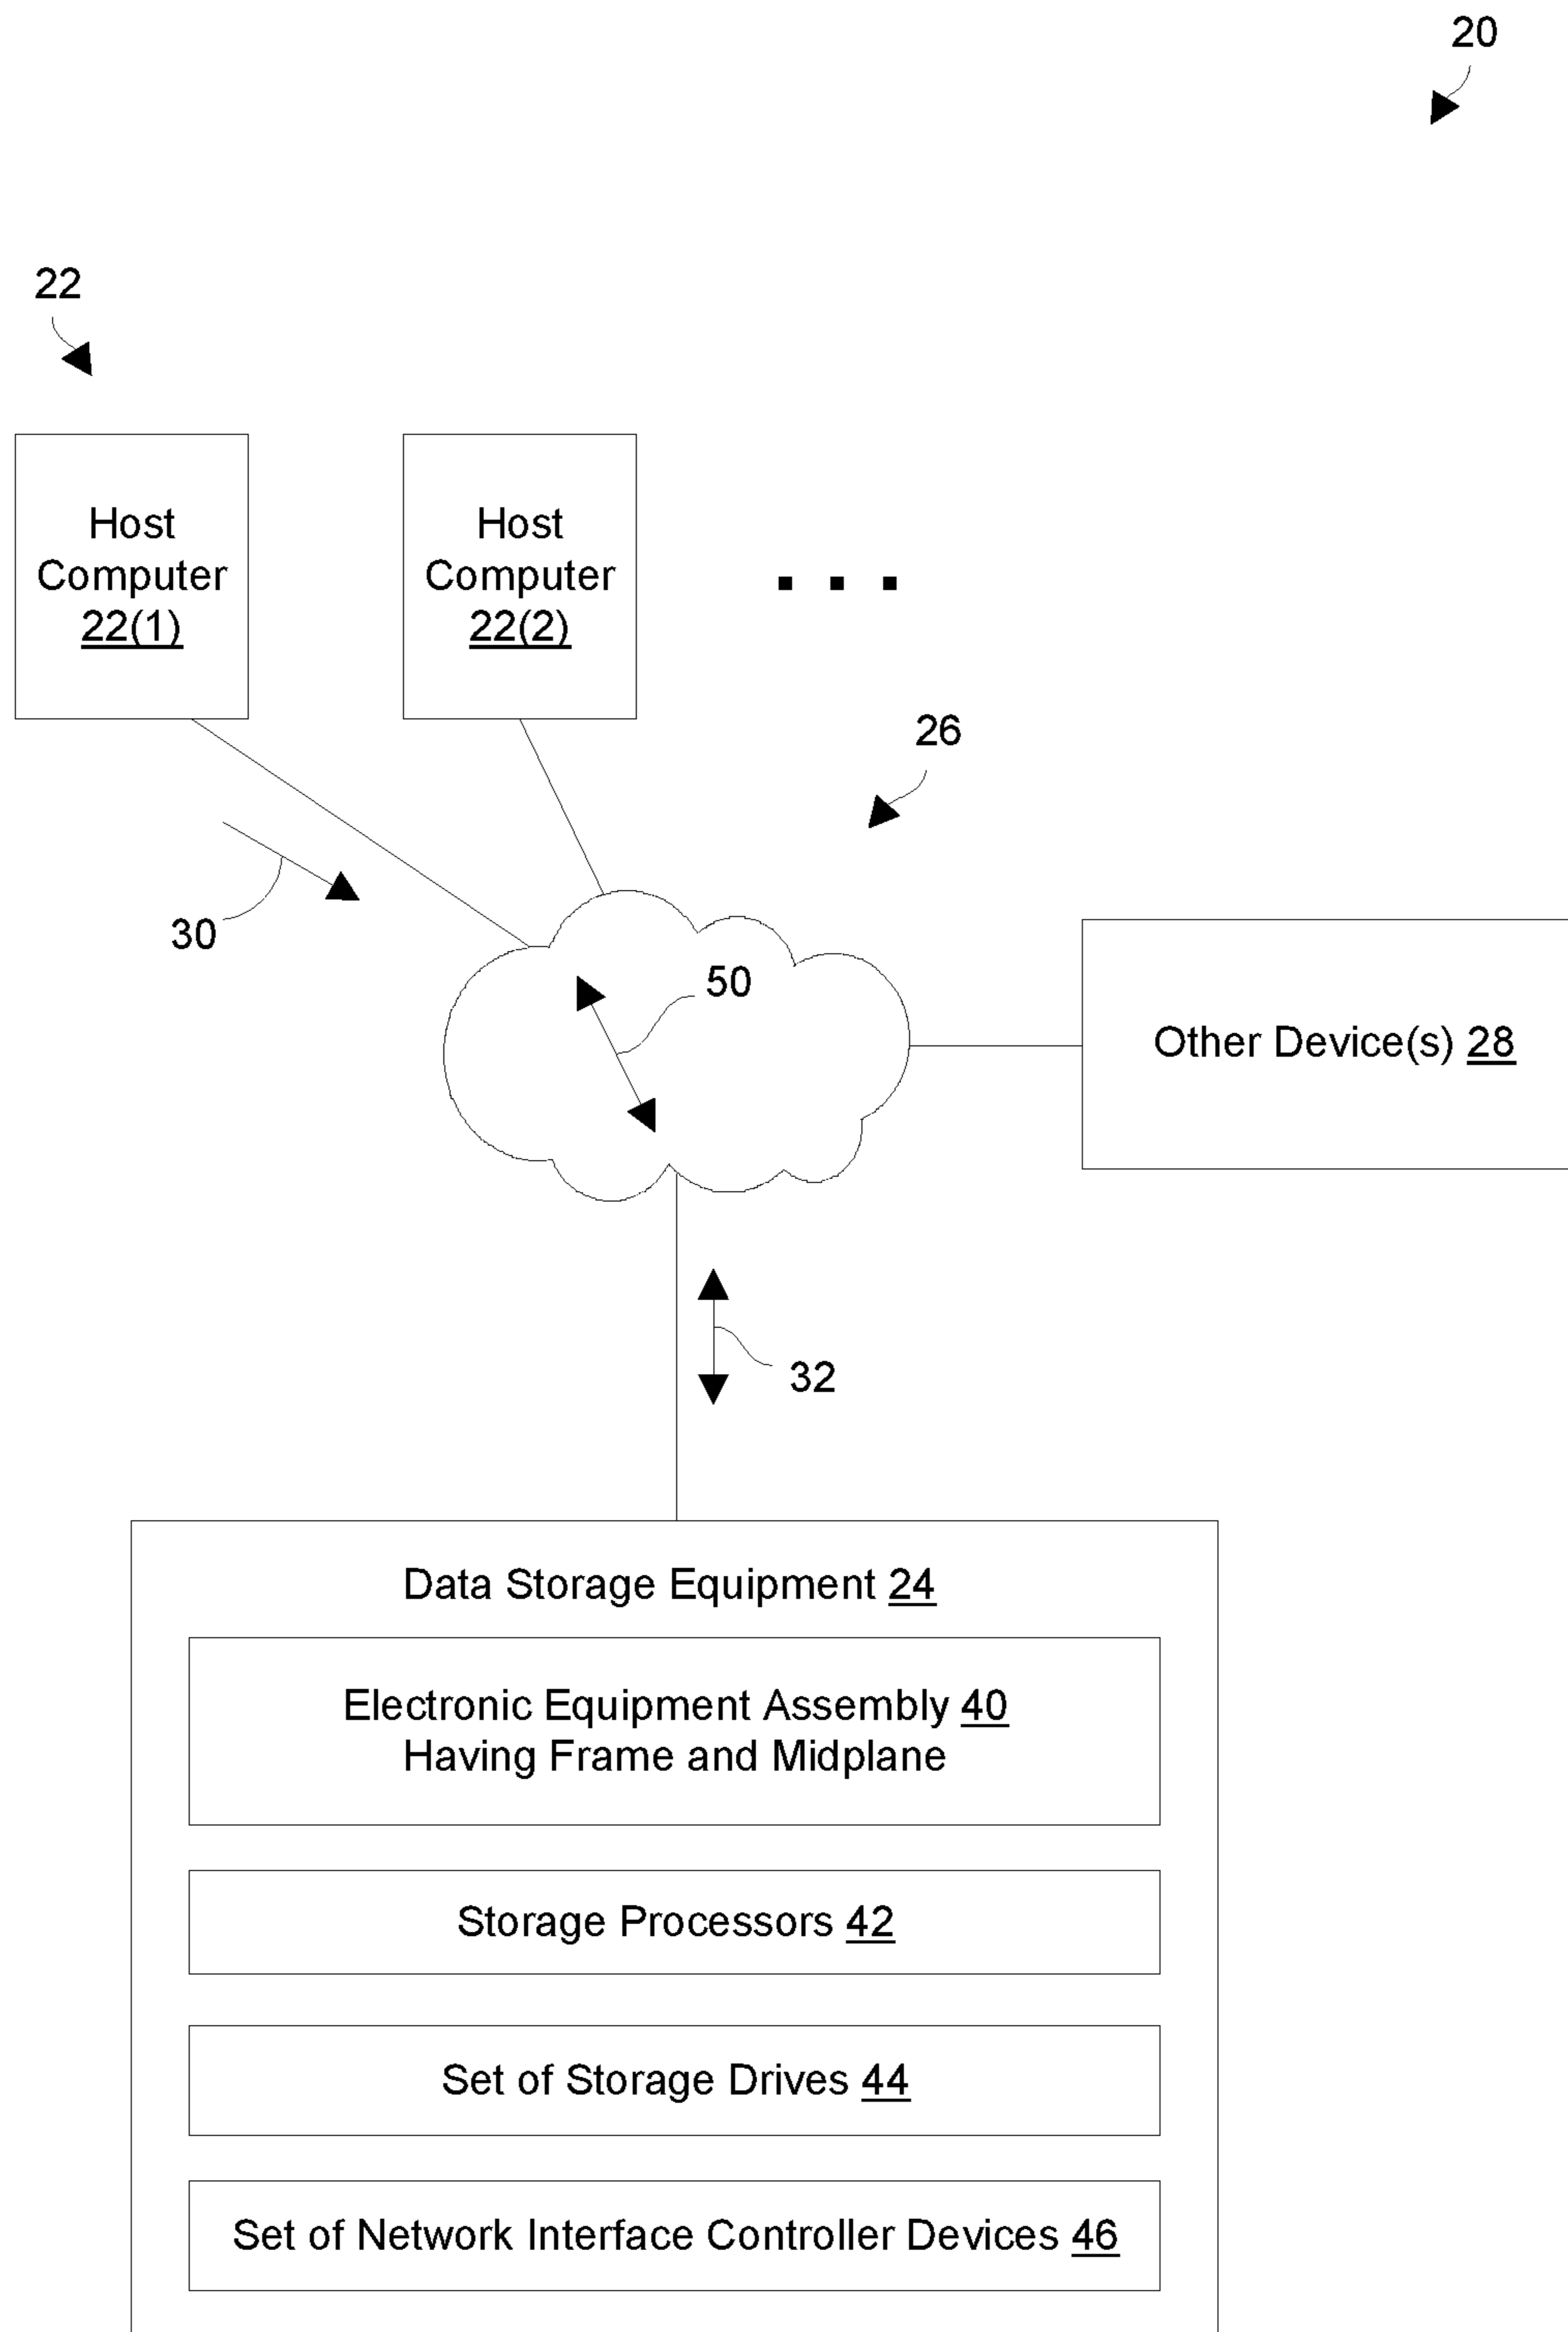 20
22
Host
Computer
22(1)
Host
Computer
22(2)
. . .
26
30
50
Other Device(s) 28
32
Data Storage Equipment 24
Electronic Equipment Assembly 40
Having Frame and Midplane
Storage Processors 42
Set of Storage Drives 44
Set of Network Interface Controller Devices 46